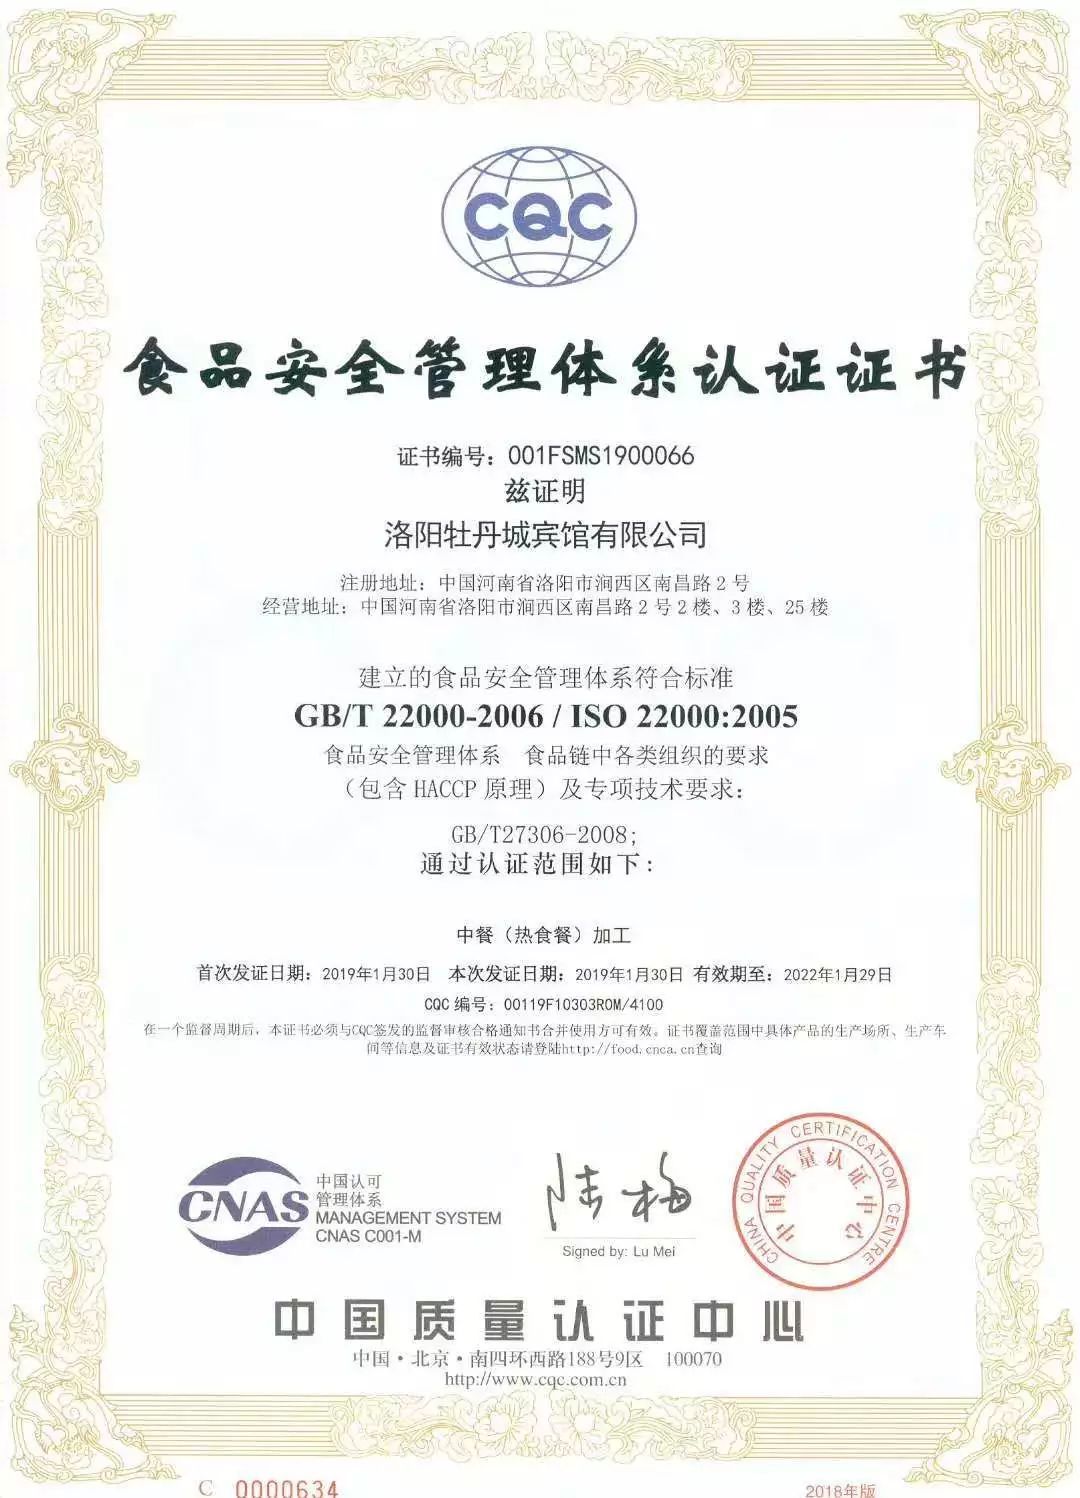 CQC
食品安全管理体系认证证书
证书编号：001FSMS1900066
兹证明
洛阳牡丹城宾馆有限公司
注册地址：中国河南省洛阳市涧西区南昌路2号
经营地址：中国河南省洛阳市涧西区南昌路2号2楼、3楼、25楼
建立的食品安全管理体系符合标准
GB/T 22000-2006 / ISO 22000:2005
食品安全管理体系　食品链中各类组织的要求
（包含 HACCP 原理）及专项技术要求：
GB/T27306-2008;
通过认证范围如下：
中餐（热食餐）加工
首次发证日期：2019年1月30日 本次发证日期：2019年1月30日 有效期至：2022年1月29日
CQC 编号：00119F10303R0M/4100
在一个监督周期后，本证书必须与CQC签发的监督审核合格通知书合并使用方可有效。证书覆盖范围中具体产品的生产场所、生产车
间等信息及证书有效状态请登陆http://food.cnca.cn查询
CNAS
中国认可
管理体系
MANAGEMENT SYSTEM
CNAS C001-M
陆梅
Signed by: Lu Mei
CHINA QUALITY CERTIFICATION CENTRE
中国质量认证中心
中国质量认证中心
中国·北京·南四环西路188号9区 100070
http://www.cqc.com.cn
C 0000634
2018年版